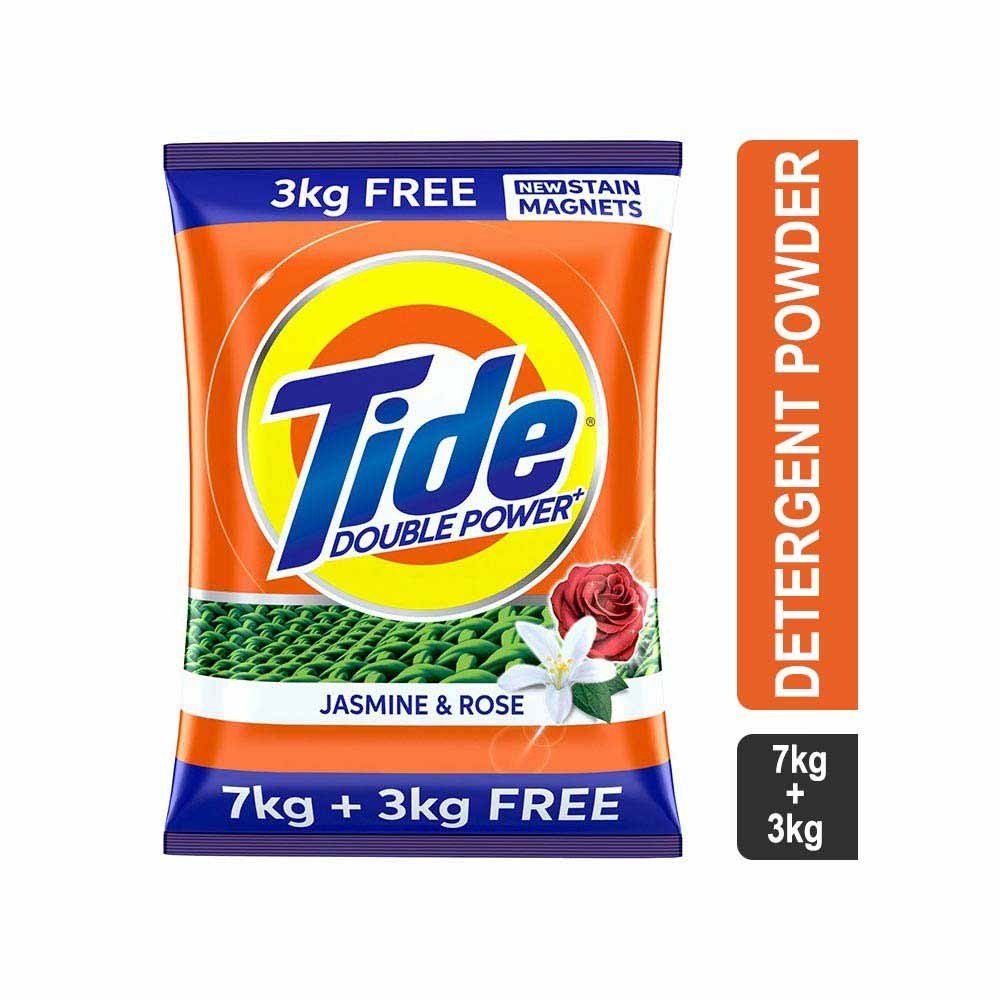 3kg FREE
NEW STAIN
MAGNETS
Tide®
DOUBLE POWER+
JASMINE & ROSE
7kg + 3kg FREE
DETERGENT POWDER
7kg
+
3kg